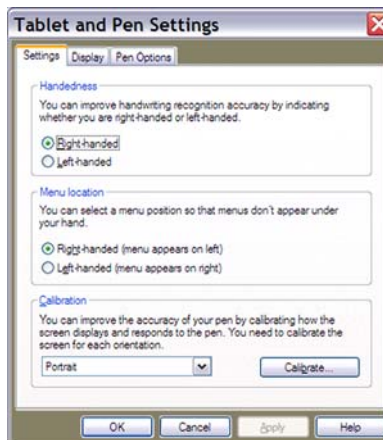 Tablet and Pen Settings
Settings Display Pen Options
Handedness
You can improve handwriting recognition accuracy by indicating
whether you are right-handed or left-handed.
Right-handed
Left-handed
Menu location
You can select a menu position so that menus don't appear under
your hand.
Right-handed (menu appears on left)
Left-handed (menu appears on right)
Calibration
You can improve the accuracy of your pen by calibrating how the
screen displays and responds to the pen. You need to calibrate the
screen for each orientation.
Portrait Calibrate...
OK Cancel Apply Help